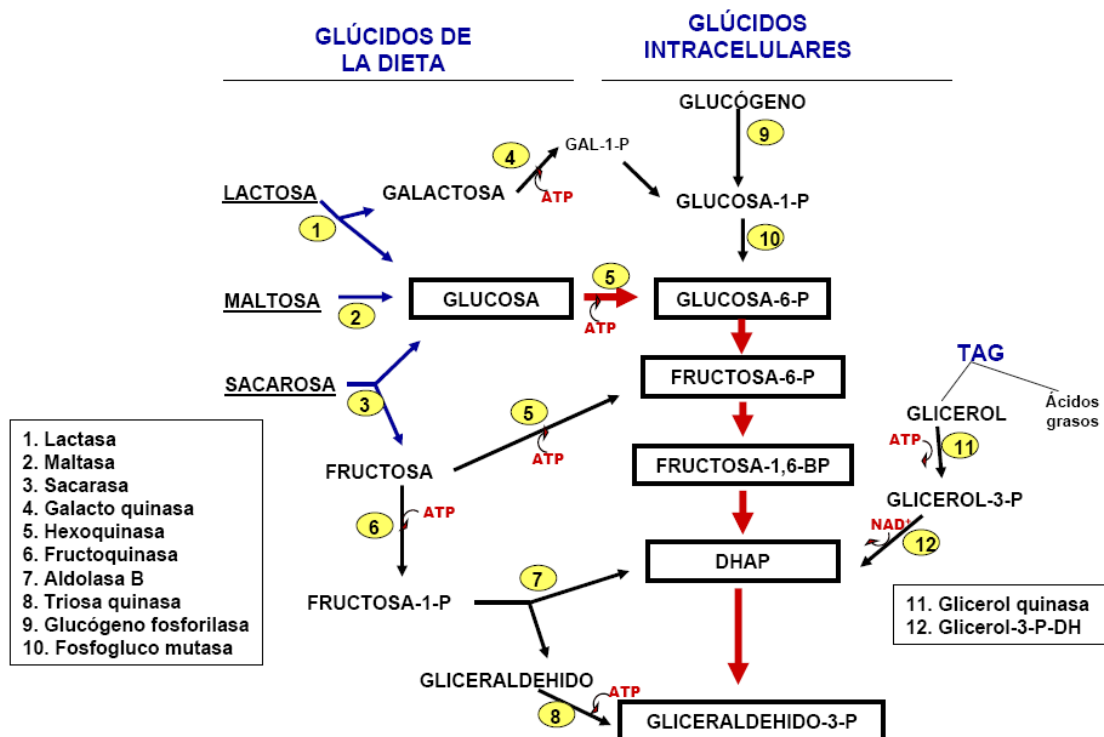 GLÚCIDOS DE
LA DIETA
GLÚCIDOS
INTRACELULARES
GLUCÓGENO
9
GAL-1-P
4
ATP
LACTOSA
GALACTOSA
GLUCOSA-1-P
1
10
5
MALTOSA
GLUCOSA
GLUCOSA-6-P
2
ATP
TAG
SACAROSA
3
FRUCTOSA-6-P
5
ATP
GLICEROL
Ácidos
grasos
ATP
11
FRUCTOSA
FRUCTOSA-1,6-BP
GLICEROL-3-P
6
ATP
NAD⁺
12
DHAP
7
FRUCTOSA-1-P
GLICERALDEHIDO
ATP
8
GLICERALDEHIDO-3-P
1. Lactasa
2. Maltasa
3. Sacarasa
4. Galacto quinasa
5. Hexoquinasa
6. Fructoquinasa
7. Aldolasa B
8. Triosa quinasa
9. Glucógeno fosforilasa
10. Fosfogluco mutasa
11. Glicerol quinasa
12. Glicerol-3-P-DH